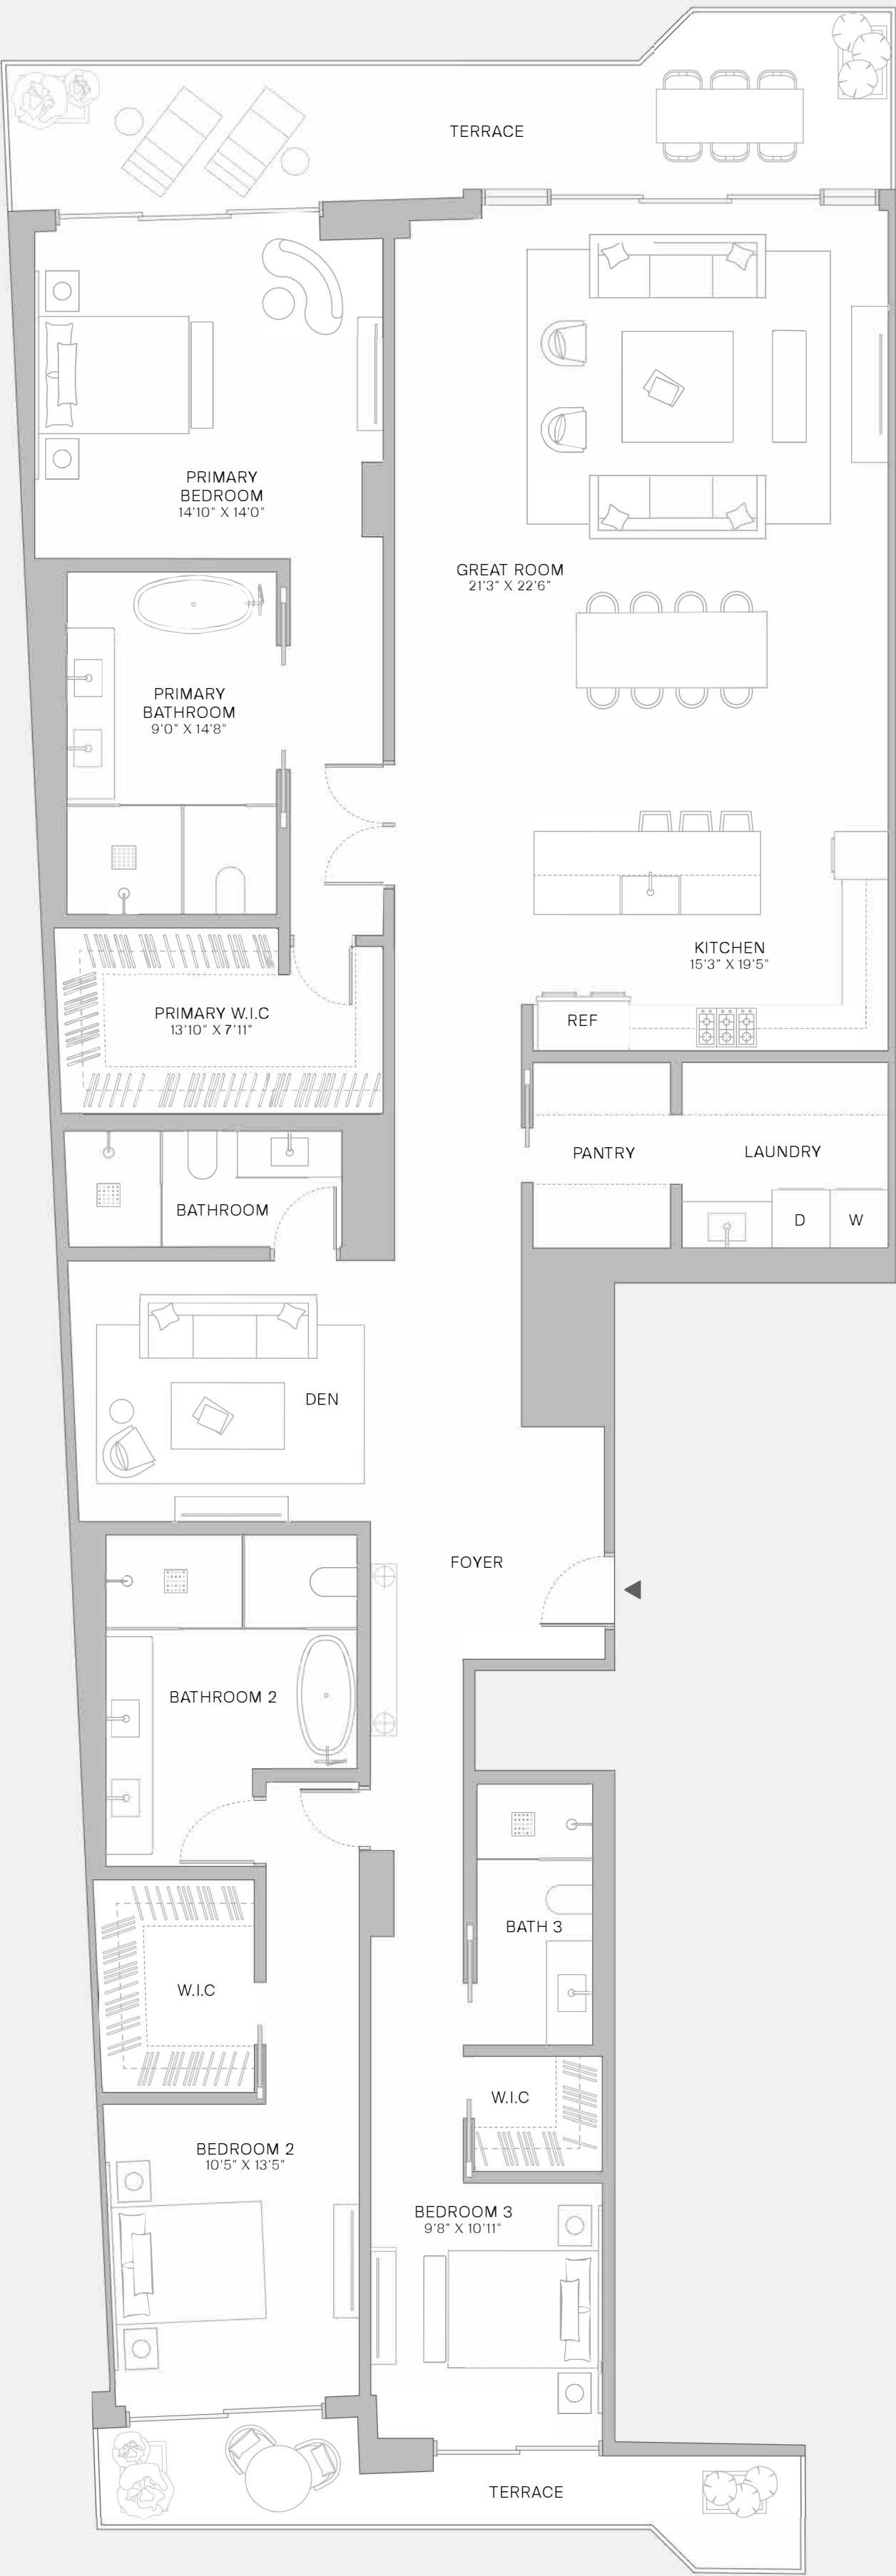 TERRACE
PRIMARY
BEDROOM
14'10" X 14'0"
GREAT ROOM
21'3" X 22'6"
PRIMARY
BATHROOM
9'0" X 14'8"
KITCHEN
15'3" X 19'5"
PRIMARY W.I.C
13'10" X 7'11"
REF
PANTRY
LAUNDRY
BATHROOM
D
W
DEN
FOYER
BATHROOM 2
BATH 3
W.I.C
W.I.C
BEDROOM 2
10'5" X 13'5"
BEDROOM 3
9'8" X 10'11"
TERRACE